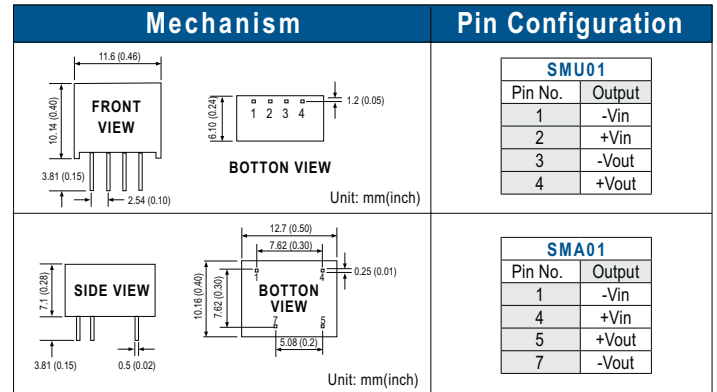 Mechanism
Pin Configuration
11.6 (0.46)
10.14 (0.40)
FRONT
VIEW
3.81 (0.15)
2.54 (0.10)
6.10 (0.24)
1 2 3 4
1.2 (0.05)
BOTTON VIEW
Unit: mm(inch)
SMU01
Pin No. Output
1 -Vin
2 +Vin
3 -Vout
4 +Vout
7.1 (0.28)
SIDE VIEW
3.81 (0.15)
0.5 (0.02)
12.7 (0.50)
7.62 (0.30)
10.16 (0.40)
7.62 (0.30)
1
4
0.25 (0.01)
BOTTON
VIEW
7
5
5.08 (0.2)
Unit: mm(inch)
SMA01
Pin No. Output
1 -Vin
4 +Vin
5 +Vout
7 -Vout